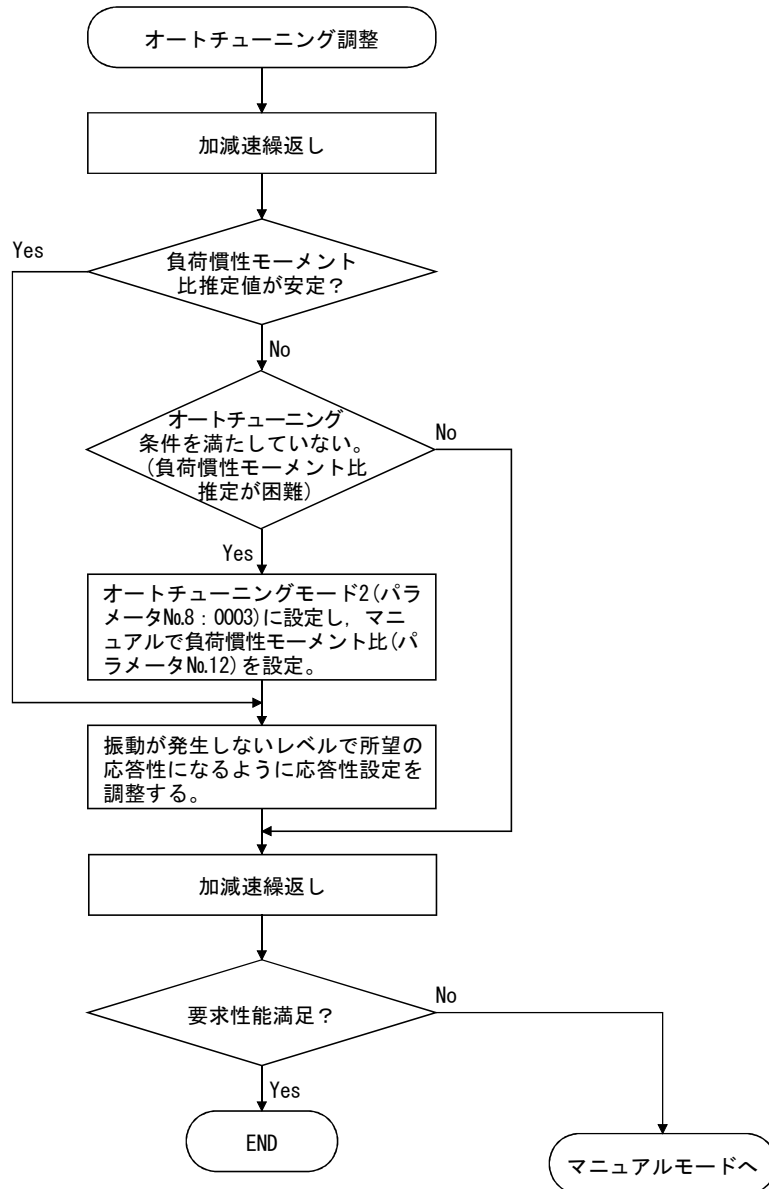 オートチューニング調整
加減速繰返し
Yes
負荷慣性モーメント
比推定値が安定？
No
オートチューニング
条件を満たしていない。
(負荷慣性モーメント比
推定が困難)
No
Yes
オートチューニングモード2(パラ
メータ№8：0003)に設定し，マニ
ュアルで負荷慣性モーメント比(パ
ラメータ№12)を設定。
振動が発生しないレベルで所望の
応答性になるように応答性設定を
調整する。
加減速繰返し
要求性能満足？
No
Yes
END
マニュアルモードへ